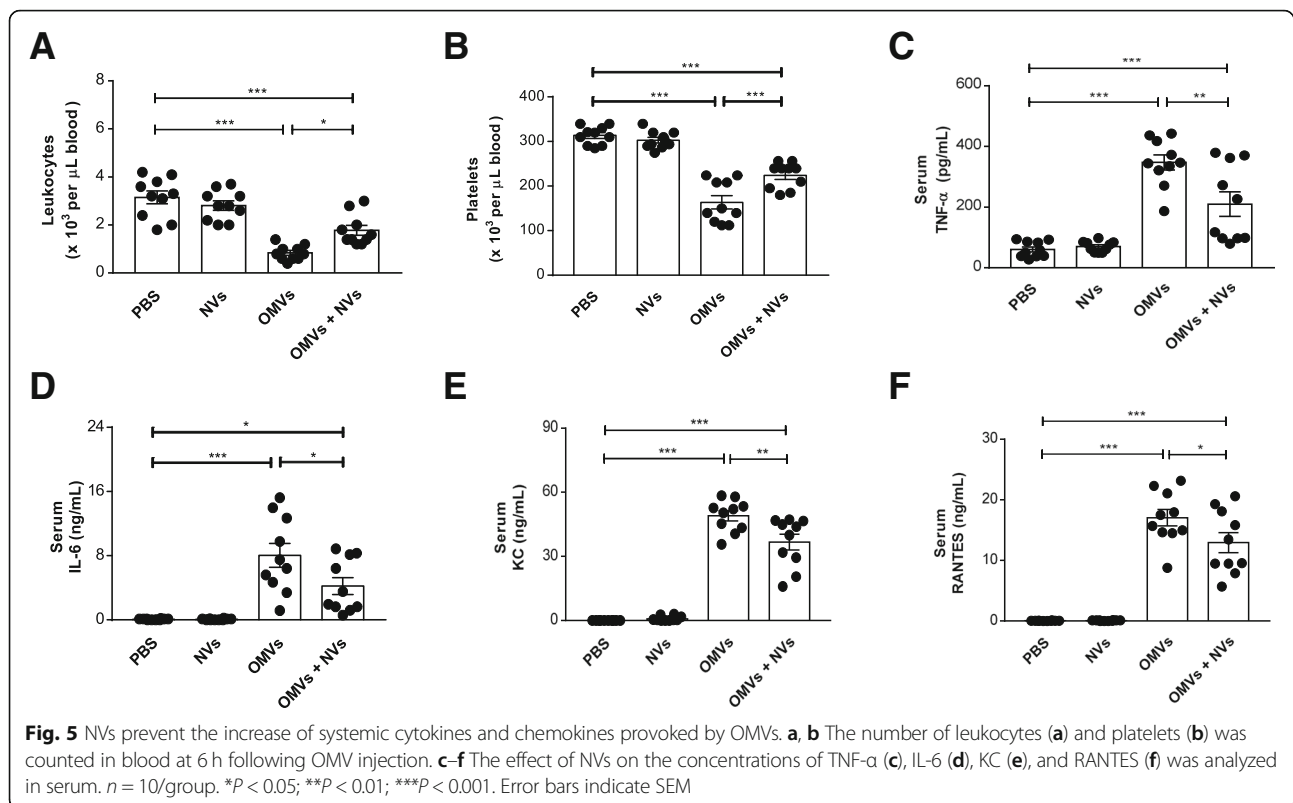 A
Leukocytes
(x 10³ per µL blood)
8
6
4
2
0
***
***
*
PBS
NVs
OMVs
OMVs + NVs
B
Platelets
(x 10³ per µL blood)
400
300
200
100
0
***
***
***
PBS
NVs
OMVs
OMVs + NVs
C
Serum
TNF-α (pg/mL)
600
400
200
0
***
***
**
PBS
NVs
OMVs
OMVs + NVs
D
Serum
IL-6 (ng/mL)
24
16
8
0
*
***
*
PBS
NVs
OMVs
OMVs + NVs
E
Serum
KC (ng/mL)
90
60
30
0
***
***
**
PBS
NVs
OMVs
OMVs + NVs
F
Serum
RANTES (ng/mL)
30
20
10
0
***
***
*
PBS
NVs
OMVs
OMVs + NVs
Fig. 5 NVs prevent the increase of systemic cytokines and chemokines provoked by OMVs. a, b The number of leukocytes (a) and platelets (b) was
counted in blood at 6 h following OMV injection. c–f The effect of NVs on the concentrations of TNF-α (c), IL-6 (d), KC (e), and RANTES (f) was analyzed
in serum. n = 10/group. *P < 0.05; **P < 0.01; ***P < 0.001. Error bars indicate SEM